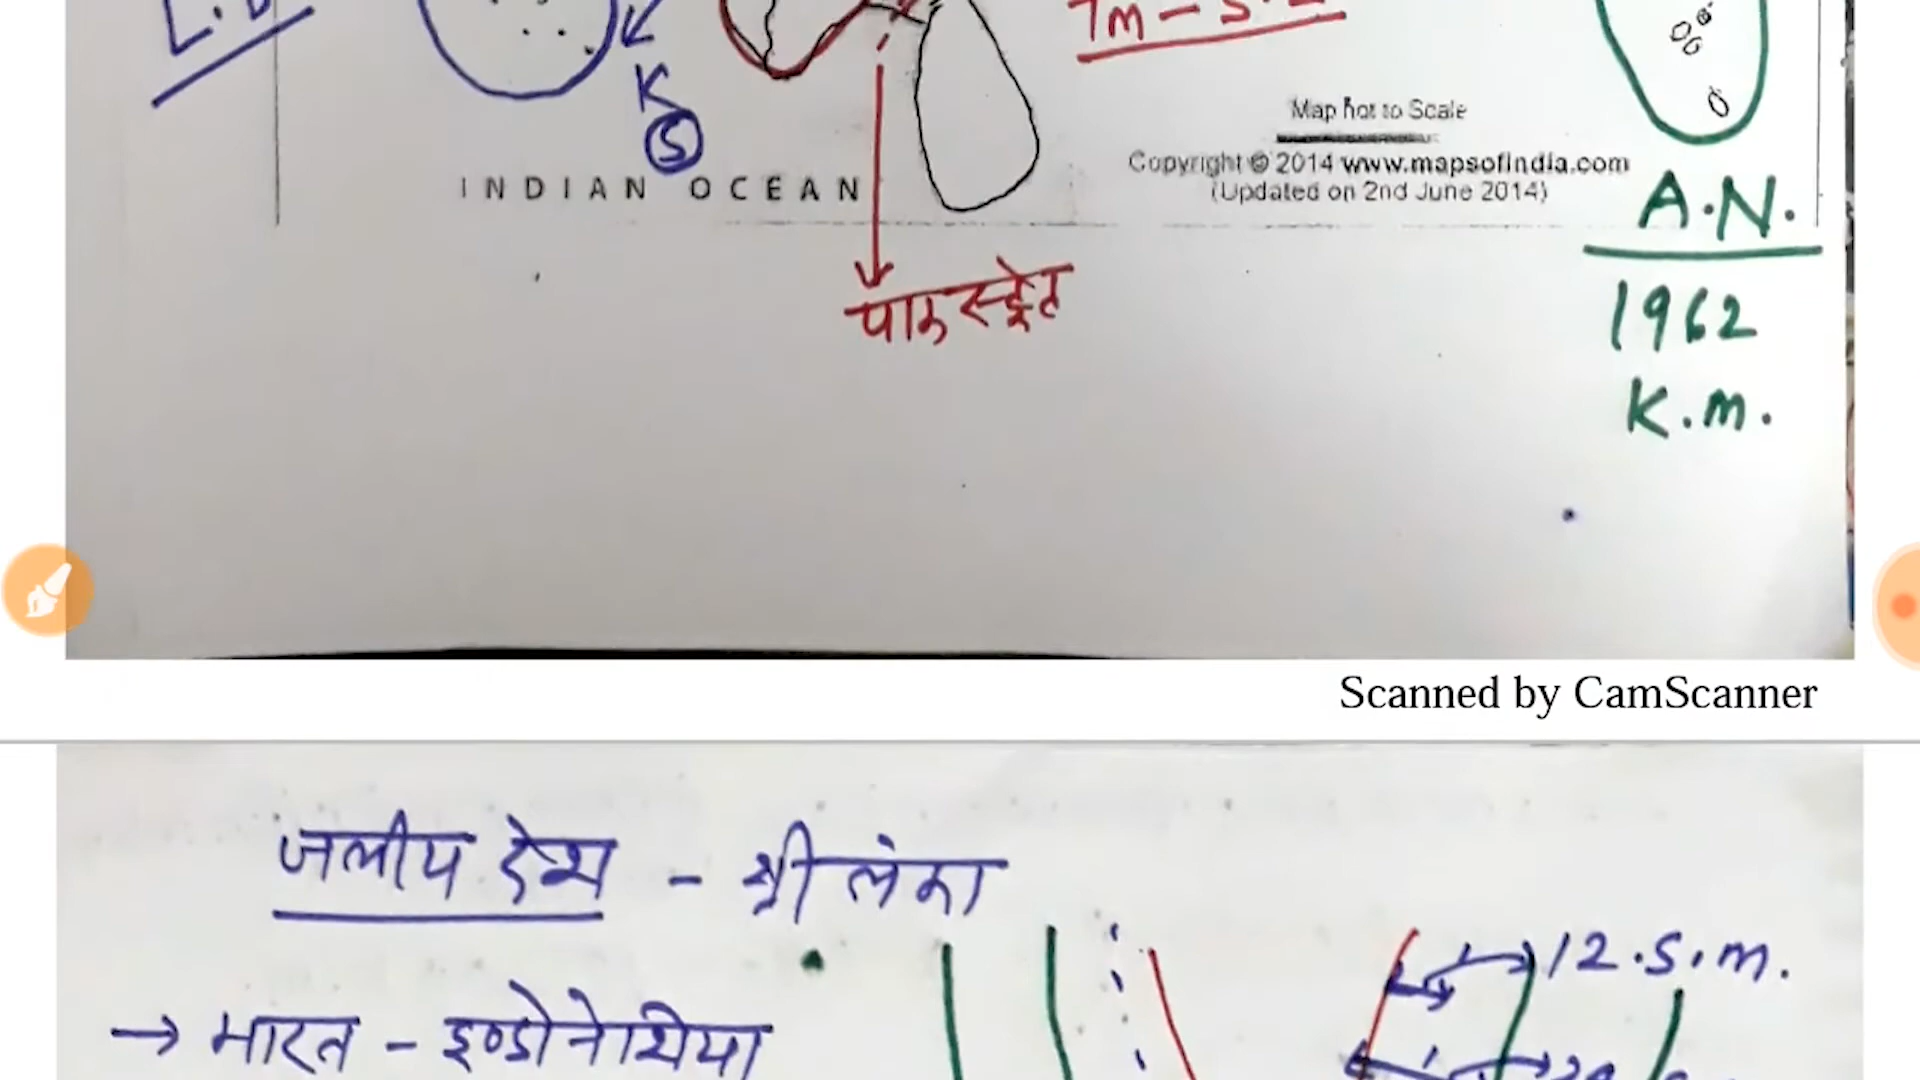 L.D
K
S
Map not to Scale
Copyright © 2014 www.mapsofindia.com
(Updated on 2nd June 2014)
INDIAN OCEAN
A.N.
1962
K.m.
पाक स्ट्रेट
Scanned by CamScanner
जलीय देश - श्री लंका
12.S.m.
→ भारत - इण्डोनेशिया